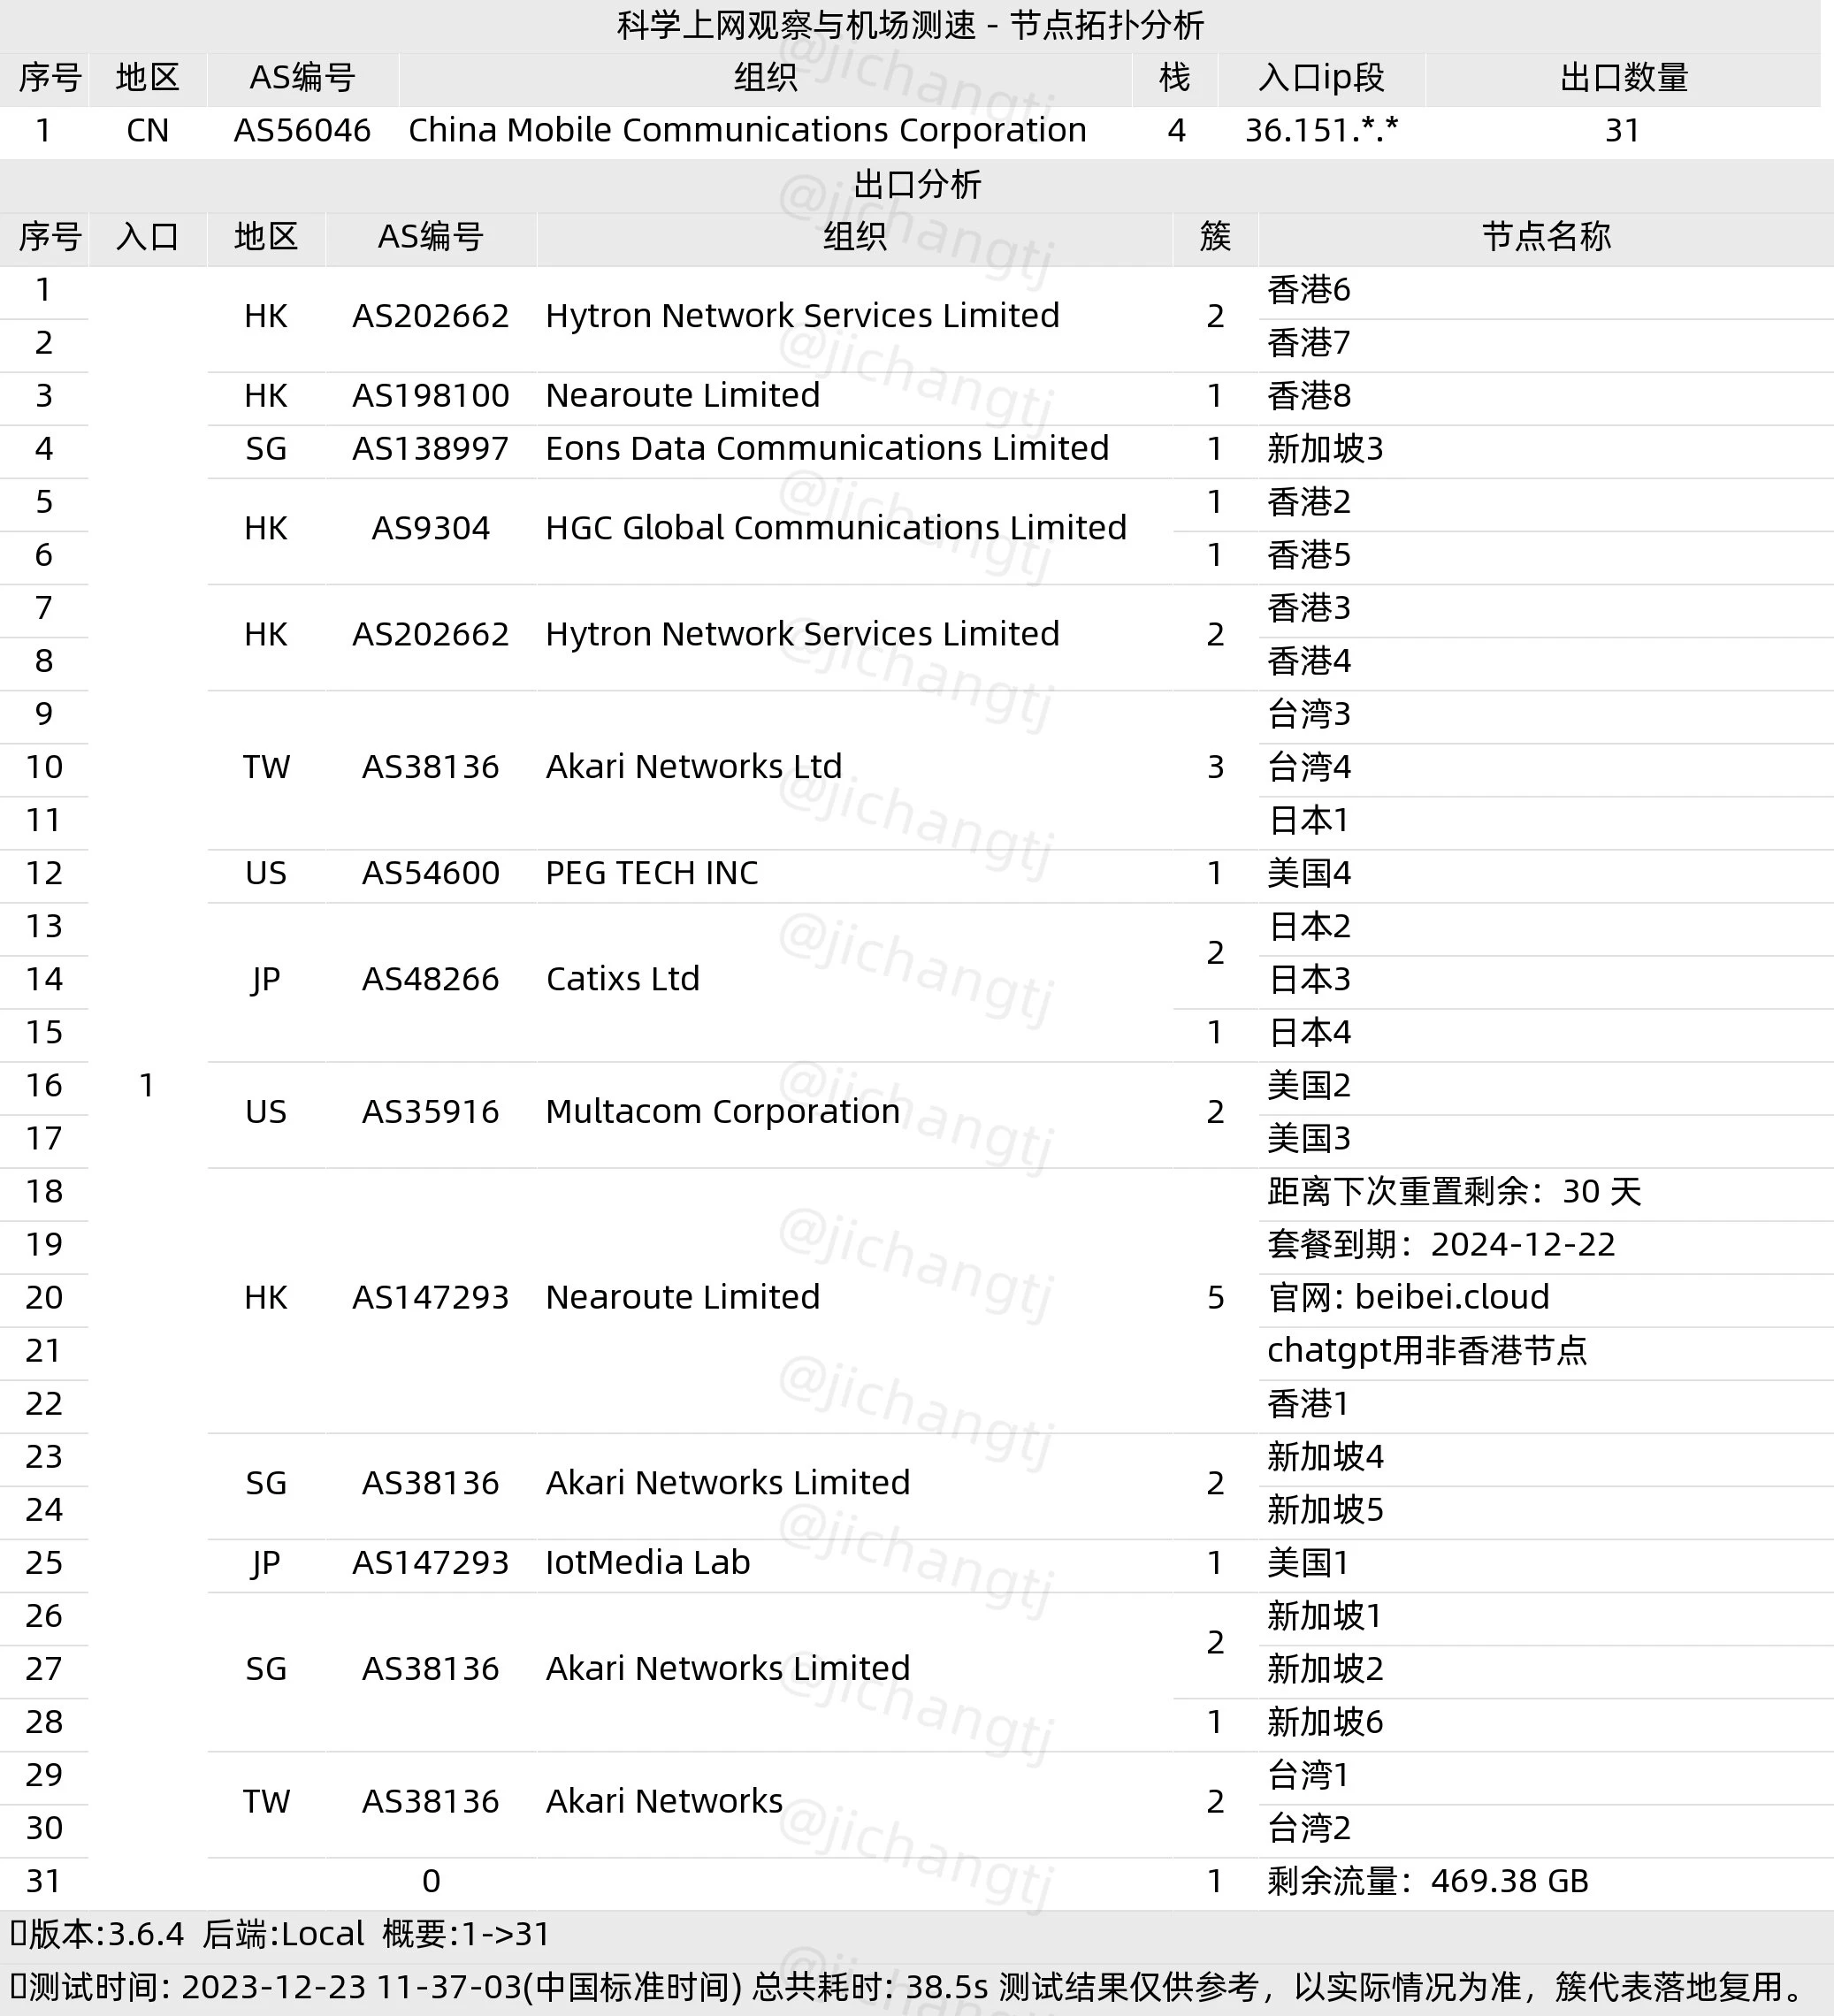 科学上网观察与机场测速 - 节点拓扑分析
序号 地区 AS编号 组织 栈 入口ip段 出口数量
1 CN AS56046 China Mobile Communications Corporation 4 36.151.*.* 31
出口分析
序号 入口 地区 AS编号 组织 簇 节点名称
1 HK AS202662 Hytron Network Services Limited 2 香港6
2 香港7
3 HK AS198100 Nearoute Limited 1 香港8
4 SG AS138997 Eons Data Communications Limited 1 新加坡3
5 HK AS9304 HGC Global Communications Limited 1 香港2
6 1 香港5
7 HK AS202662 Hytron Network Services Limited 2 香港3
8 香港4
9 台湾3
10 TW AS38136 Akari Networks Ltd 3 台湾4
11 日本1
12 US AS54600 PEG TECH INC 1 美国4
13 2 日本2
14 JP AS48266 Catixs Ltd 日本3
15 1 日本4
16 1 US AS35916 Multacom Corporation 2 美国2
17 美国3
18 距离下次重置剩余：30 天
19 套餐到期：2024-12-22
20 HK AS147293 Nearoute Limited 5 官网: beibei.cloud
21 chatgpt用非香港节点
22 香港1
23 SG AS38136 Akari Networks Limited 2 新加坡4
24 新加坡5
25 JP AS147293 IotMedia Lab 1 美国1
26 2 新加坡1
27 SG AS38136 Akari Networks Limited 新加坡2
28 1 新加坡6
29 TW AS38136 Akari Networks 2 台湾1
30 台湾2
31 0 1 剩余流量：469.38 GB
版本:3.6.4 后端:Local 概要:1->31
测试时间: 2023-12-23 11-37-03(中国标准时间) 总共耗时: 38.5s 测试结果仅供参考，以实际情况为准，簇代表落地复用。
@jichangtj
@jichangtj
@jichangtj
@jichangtj
@jichangtj
@jichangtj
@jichangtj
@jichangtj
@jichangtj
@jichangtj
@jichangtj
@jichangtj
@jichangtj